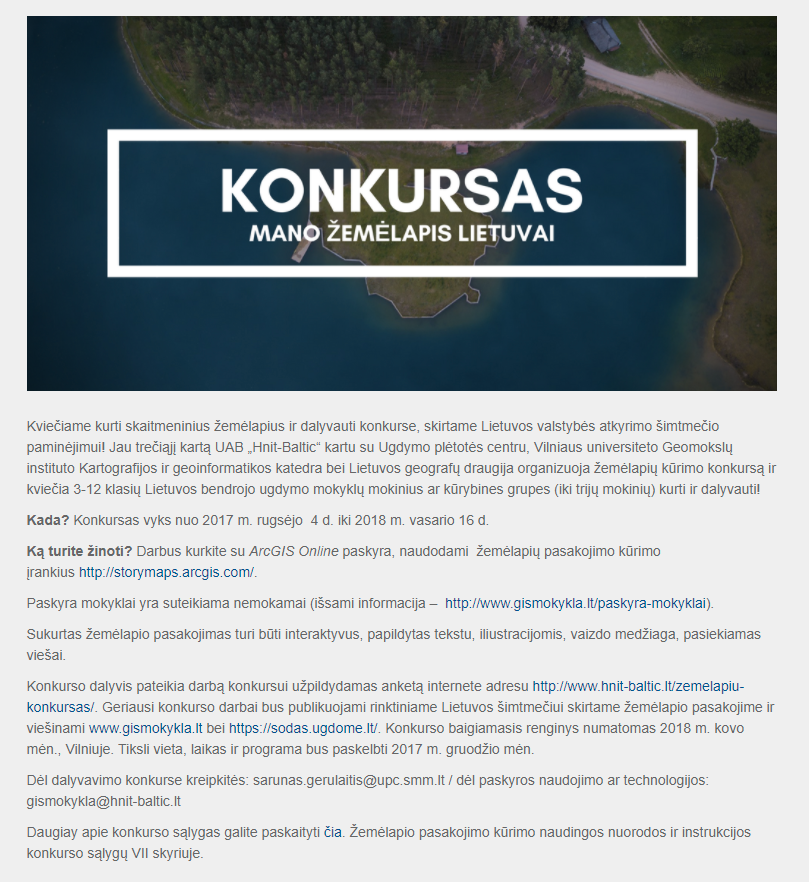 KONKURSAS
MANO ŽEMĖLAPIS LIETUVAI
Kviečiame kurti skaitmeninius žemėlapius ir dalyvauti konkurse, skirtame Lietuvos valstybės atkyrimo šimtmečio
paminėjimui! Jau trečiąjį kartą UAB „Hnit-Baltic“ kartu su Ugdymo plėtotės centru, Vilniaus universiteto Geomokslų
instituto Kartografijos ir geoinformatikos katedra bei Lietuvos geografų draugija organizuoja žemėlapių kūrimo konkursą ir
kviečia 3-12 klasių Lietuvos bendrojo ugdymo mokyklų mokinius ar kūrybines grupes (iki trijų mokinių) kurti ir dalyvauti!
Kada? Konkursas vyks nuo 2017 m. rugsėjo  4 d. iki 2018 m. vasario 16 d.
Ką turite žinoti? Darbus kurkite su ArcGIS Online paskyra, naudodami  žemėlapių pasakojimo kūrimo
įrankius http://storymaps.arcgis.com/.
Paskyra mokyklai yra suteikiama nemokamai (išsami informacija –  http://www.gismokykla.lt/paskyra-mokyklai).
Sukurtas žemėlapio pasakojimas turi būti interaktyvus, papildytas tekstu, iliustracijomis, vaizdo medžiaga, pasiekiamas
viešai.
Konkurso dalyvis pateikia darbą konkursui užpildydamas anketą internete adresu http://www.hnit-baltic.lt/zemelapiu-
konkursas/. Geriausi konkurso darbai bus publikuojami rinktiniame Lietuvos šimtmečiui skirtame žemėlapio pasakojime ir
viešinami www.gismokykla.lt bei https://sodas.ugdome.lt/. Konkurso baigiamasis renginys numatomas 2018 m. kovo
mėn., Vilniuje. Tiksli vieta, laikas ir programa bus paskelbti 2017 m. gruodžio mėn.
Dėl dalyvavimo konkurse kreipkitės: sarunas.gerulaitis@upc.smm.lt / dėl paskyros naudojimo ar technologijos:
gismokykla@hnit-baltic.lt
Daugiay apie konkurso sąlygas galite paskaityti čia. Žemėlapio pasakojimo kūrimo naudingos nuorodos ir instrukcijos
konkurso sąlygų VII skyriuje.